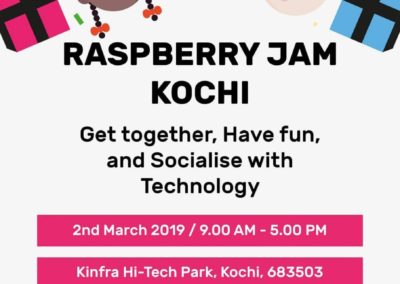 RASPBERRY JAM
KOCHI
Get together, Have fun,
and Socialise with
Technology
2nd March 2019 / 9.00 AM - 5.00 PM
Kinfra Hi-Tech Park, Kochi, 683503